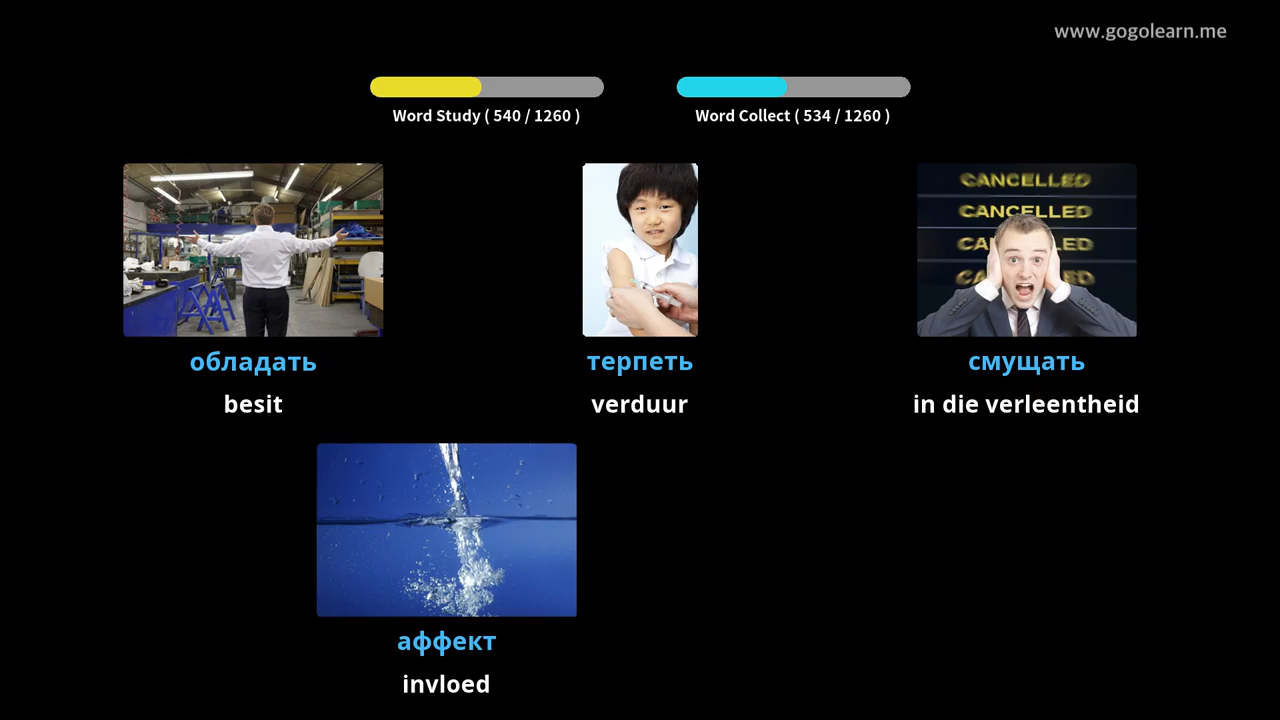 www.gogolearn.me
Word Study ( 540 / 1260 )
Word Collect ( 534 / 1260 )
CANCELLED
CANCELLED
обладать
терпеть
смущать
besit
verduur
in die verleentheid
аффект
invloed